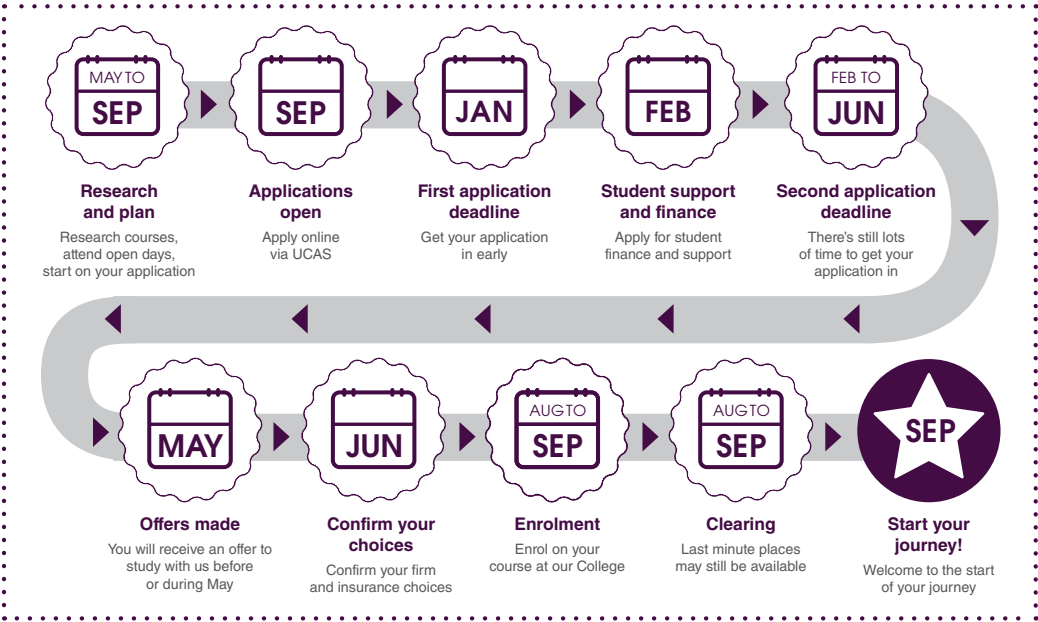 MAY TO
SEP
Research
and plan
Research courses,
attend open days,
start on your application
SEP
Applications
open
Apply online
via UCAS
JAN
First application
deadline
Get your application
in early
FEB
Student support
and finance
Apply for student
finance and support
FEB TO
JUN
Second application
deadline
There's still lots
of time to get your
application in
MAY
Offers made
You will receive an offer to
study with us before
or during May
JUN
Confirm your
choices
Confirm your firm
and insurance choices
AUG TO
SEP
Enrolment
Enrol on your
course at our College
AUG TO
SEP
Clearing
Last minute places
may still be available
SEP
Start your
journey!
Welcome to the start
of your journey